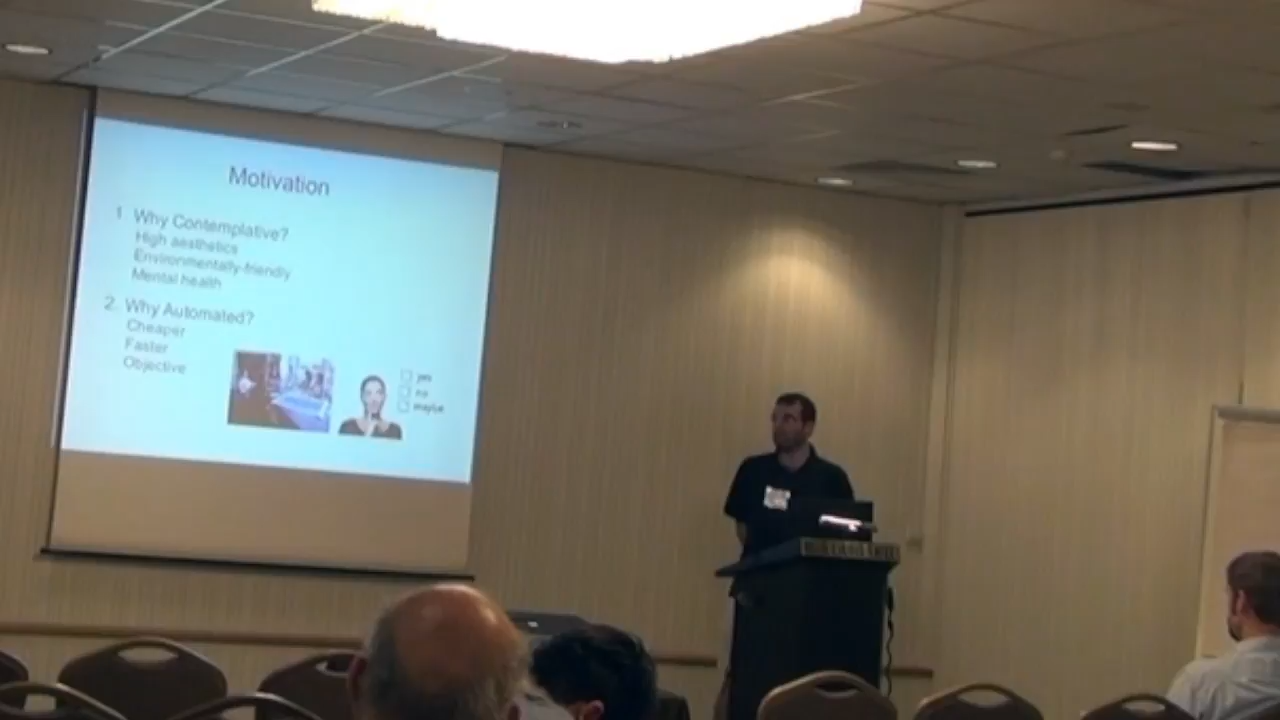 Motivation
1 Why Contemplative?
High aesthetics
Environmentally-friendly
Mental health
2. Why Automated?
Cheaper
Faster
Objective
yes
no
maybe